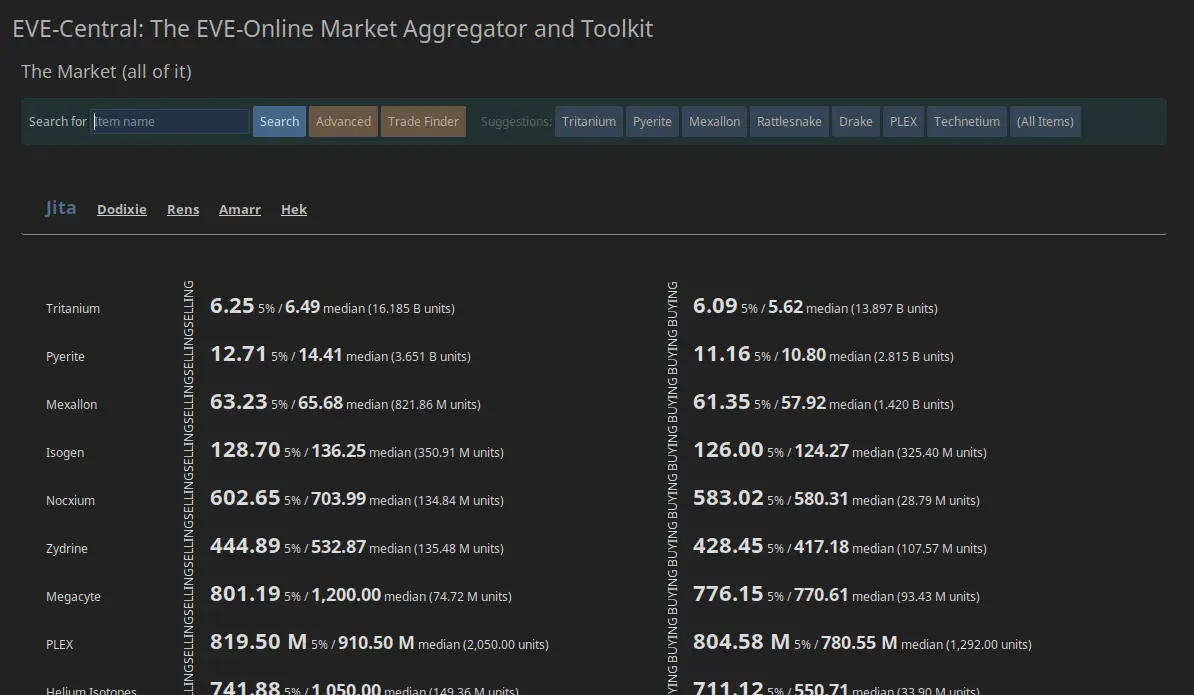 EVE-Central: The EVE-Online Market Aggregator and Toolkit
The Market (all of it)
Search for Item name Search Advanced Trade Finder Suggestions: Tritanium Pyerite Mexallon Rattlesnake Drake PLEX Technetium (All Items)
Jita Dodixie Rens Amarr Hek
Tritanium SELLING 6.25 5% / 6.49 median (16.185 B units) BUYING 6.09 5% / 5.62 median (13.897 B units)
Pyerite SELLING 12.71 5% / 14.41 median (3.651 B units) BUYING 11.16 5% / 10.80 median (2.815 B units)
Mexallon SELLING 63.23 5% / 65.68 median (821.86 M units) BUYING 61.35 5% / 57.92 median (1.420 B units)
Isogen SELLING 128.70 5% / 136.25 median (350.91 M units) BUYING 126.00 5% / 124.27 median (325.40 M units)
Nocxium SELLING 602.65 5% / 703.99 median (134.84 M units) BUYING 583.02 5% / 580.31 median (28.79 M units)
Zydrine SELLING 444.89 5% / 532.87 median (135.48 M units) BUYING 428.45 5% / 417.18 median (107.57 M units)
Megacyte SELLING 801.19 5% / 1,200.00 median (74.72 M units) BUYING 776.15 5% / 770.61 median (93.43 M units)
PLEX SELLING 819.50 M 5% / 910.50 M median (2,050.00 units) BUYING 804.58 M 5% / 780.55 M median (1,292.00 units)
Helium Isotopes LING 741.88 5% / 1,050.00 median (149.36 M units) YING 711.12 5% / 550.71 median (33.90 M units)